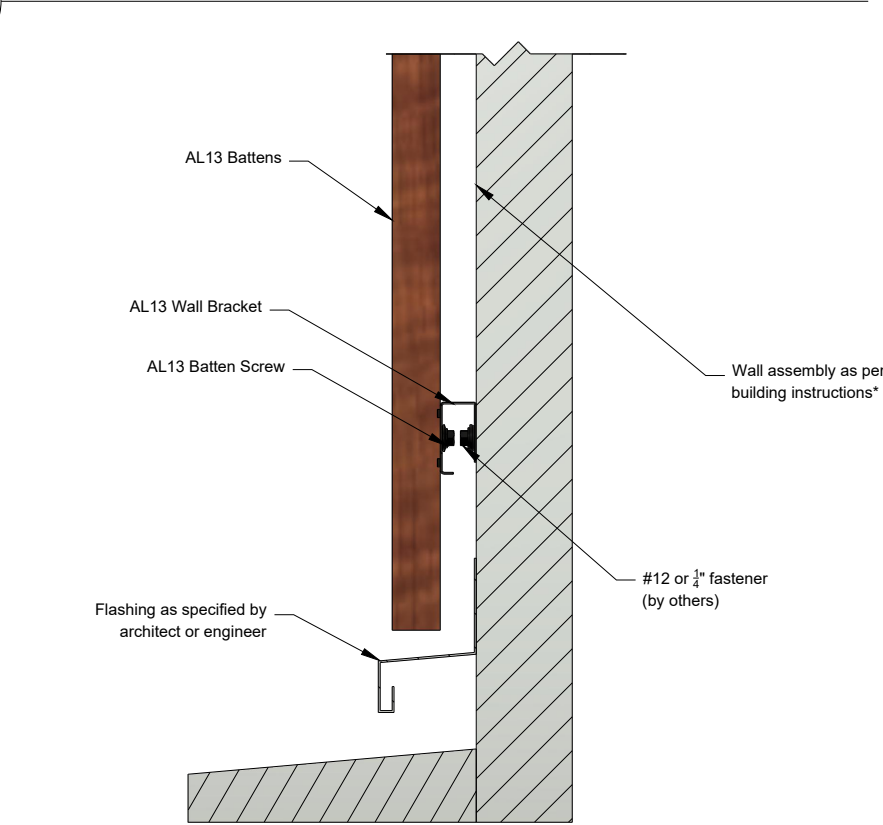 AL13 Battens
AL13 Wall Bracket
AL13 Batten Screw
Wall assembly as per
building instructions*
#12 or 1/4" fastener
(by others)
Flashing as specified by
architect or engineer